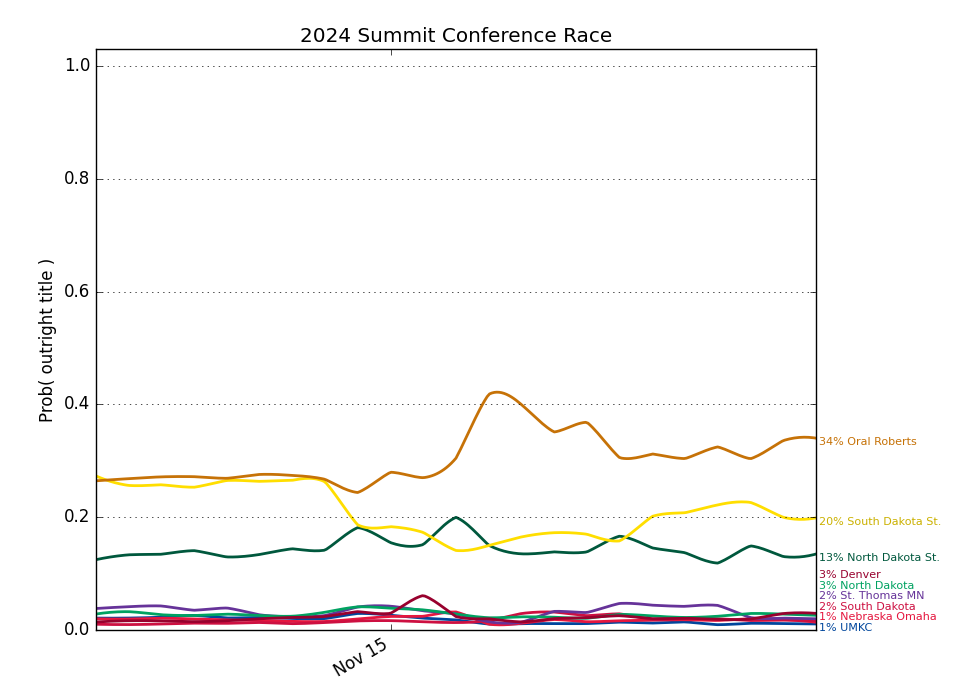 2024 Summit Conference Race
Prob( outright title )
1.0
0.8
0.6
0.4
0.2
0.0
Nov 15
34% Oral Roberts
20% South Dakota St.
13% North Dakota St.
3% Denver
3% North Dakota
2% St. Thomas MN
2% South Dakota
1% Nebraska Omaha
1% UMKC